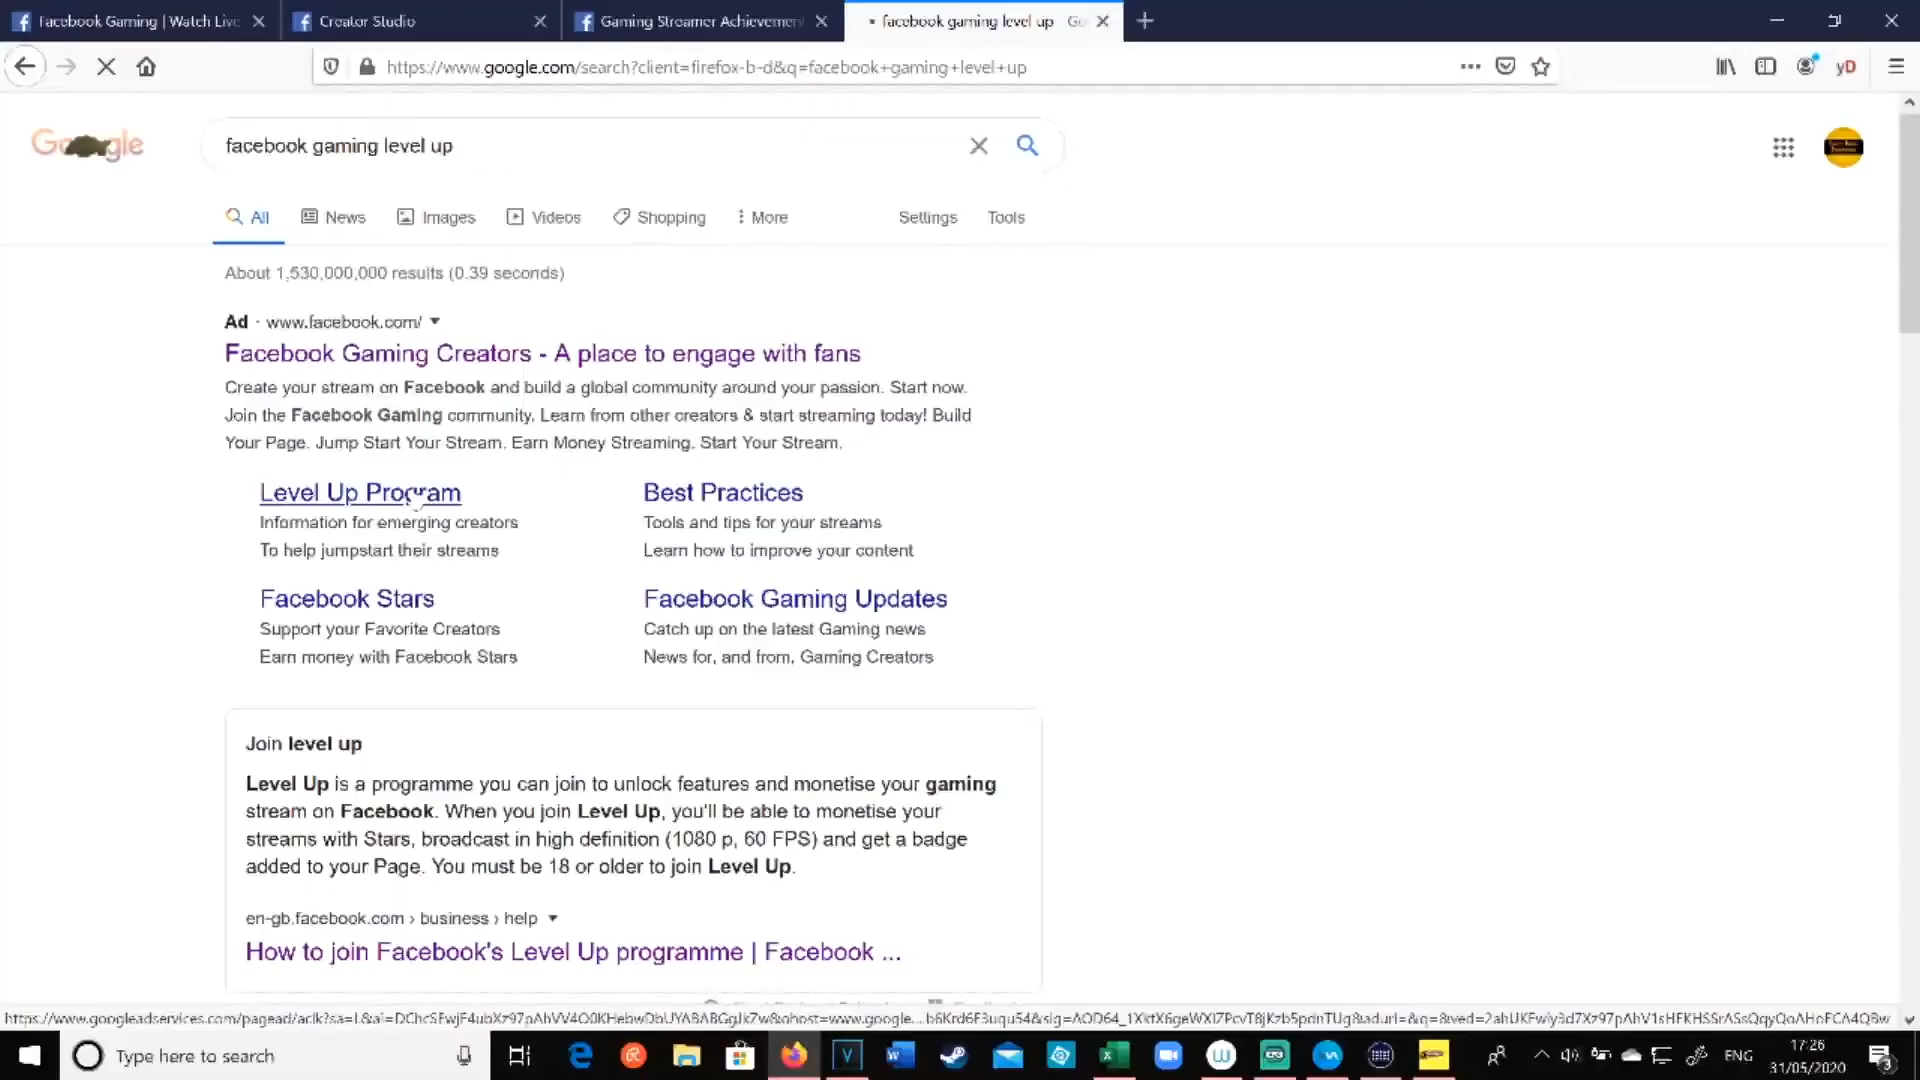 Facebook Gaming | Watch Live
Creator Studio
Gaming Streamer Achievement
facebook gaming level up
https://www.google.com/search?client=firefox-b-d&q=facebook+gaming+level+up
yD
facebook gaming level up
All News Images Videos Shopping More Settings Tools
About 1,530,000,000 results (0.39 seconds)
Ad · www.facebook.com/
Facebook Gaming Creators - A place to engage with fans
Create your stream on Facebook and build a global community around your passion. Start now.
Join the Facebook Gaming community. Learn from other creators & start streaming today! Build
Your Page. Jump Start Your Stream. Earn Money Streaming. Start Your Stream.
Level Up Program
Information for emerging creators
To help jumpstart their streams
Best Practices
Tools and tips for your streams
Learn how to improve your content
Facebook Stars
Support your Favorite Creators
Earn money with Facebook Stars
Facebook Gaming Updates
Catch up on the latest Gaming news
News for, and from, Gaming Creators
Join level up
Level Up is a programme you can join to unlock features and monetise your gaming
stream on Facebook. When you join Level Up, you'll be able to monetise your
streams with Stars, broadcast in high definition (1080 p, 60 FPS) and get a badge
added to your Page. You must be 18 or older to join Level Up.
en-gb.facebook.com › business › help
How to join Facebook's Level Up programme | Facebook ...
Type here to search
ENG
17:26
31/05/2020
3